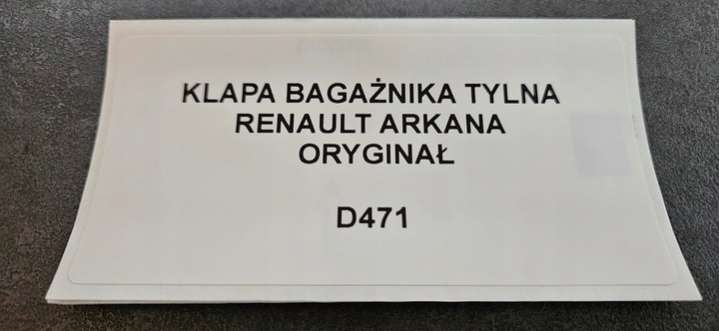 KLAPA BAGAŻNIKA TYLNA
RENAULT ARKANA
ORYGINAŁ
D471